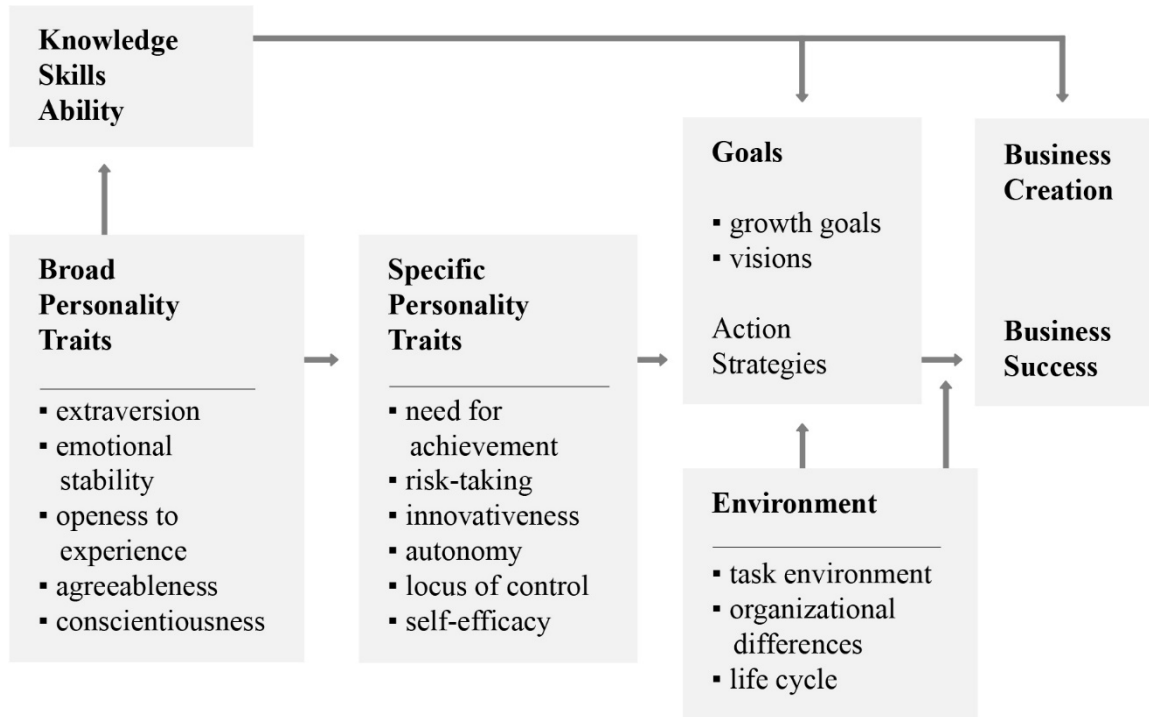 Knowledge
Skills
Ability
Broad
Personality
Traits
▪ extraversion
▪ emotional
stability
▪ openess to
experience
▪ agreeableness
▪ conscientiousness
Specific
Personality
Traits
▪ need for
achievement
▪ risk-taking
▪ innovativeness
▪ autonomy
▪ locus of control
▪ self-efficacy
Goals
▪ growth goals
▪ visions
Action
Strategies
Business
Creation
Business
Success
Environment
▪ task environment
▪ organizational
differences
▪ life cycle